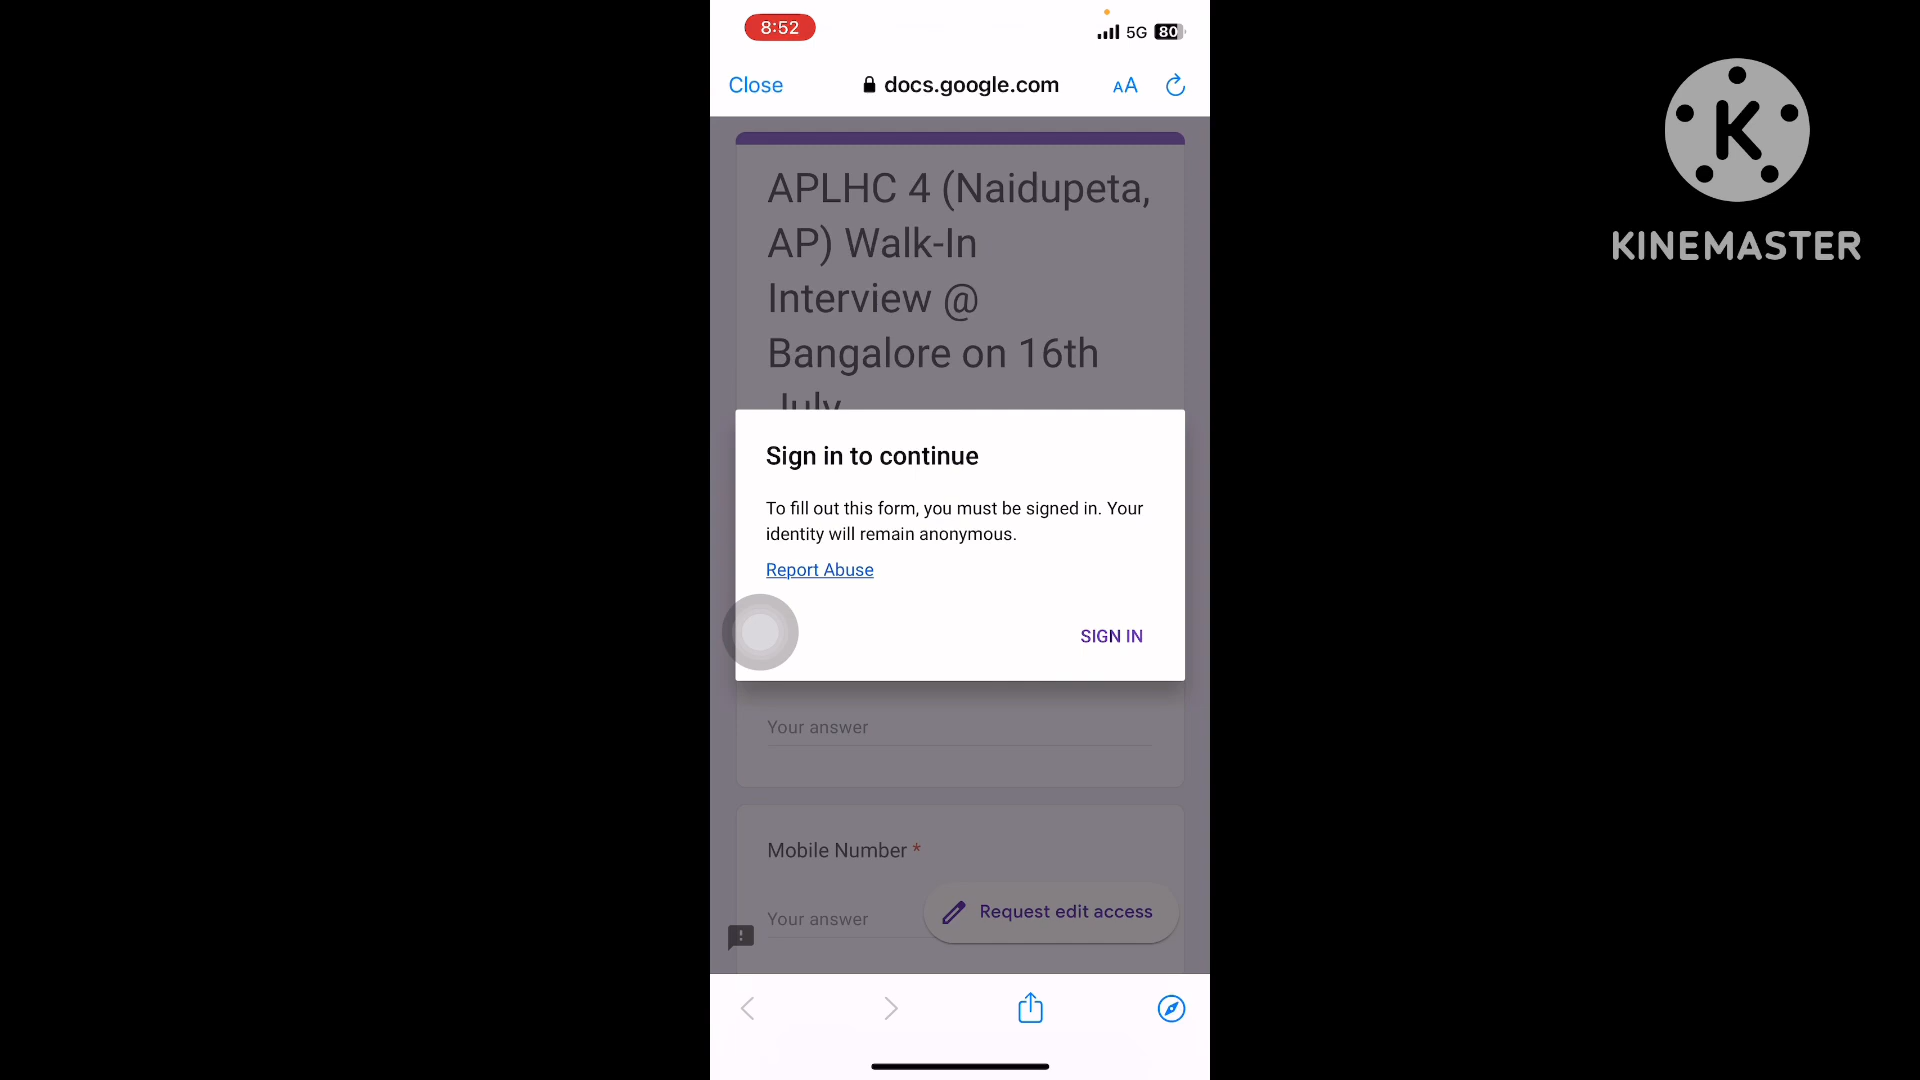 8:52
5G 80
Close
docs.google.com
AA
APLHC 4 (Naidupeta,
AP) Walk-In
Interview @
Bangalore on 16th
July
Sign in to continue
To fill out this form, you must be signed in. Your
identity will remain anonymous.
Report Abuse
SIGN IN
Your answer
Mobile Number *
Your answer
Request edit access
K
KINEMASTER